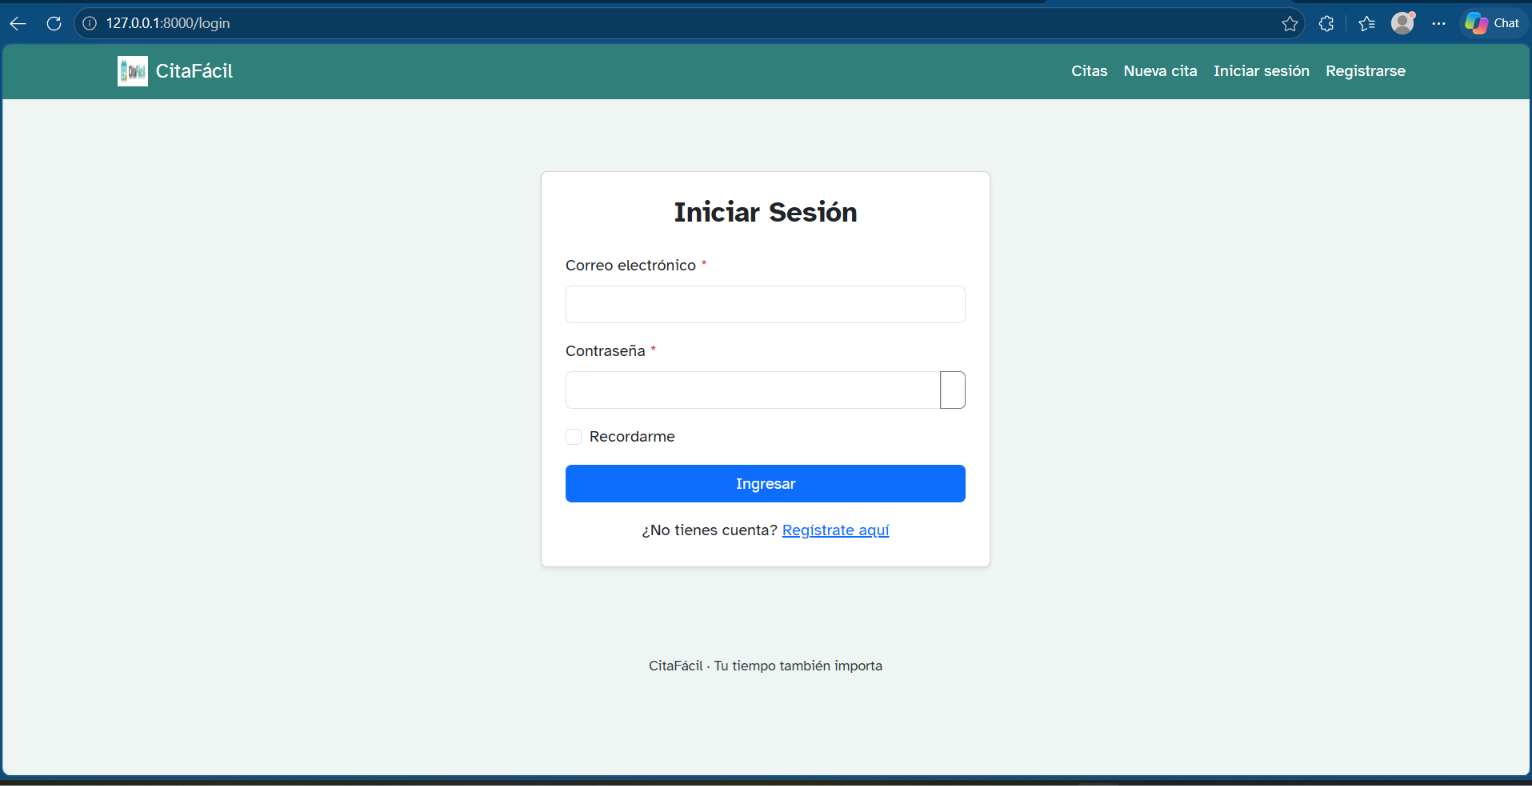 127.0.0.1:8000/login
Chat
CitaFácil
Citas Nueva cita Iniciar sesión Registrarse
Iniciar Sesión
Correo electrónico *
Contraseña *
Recordarme
Ingresar
¿No tienes cuenta? Regístrate aquí
CitaFácil · Tu tiempo también importa